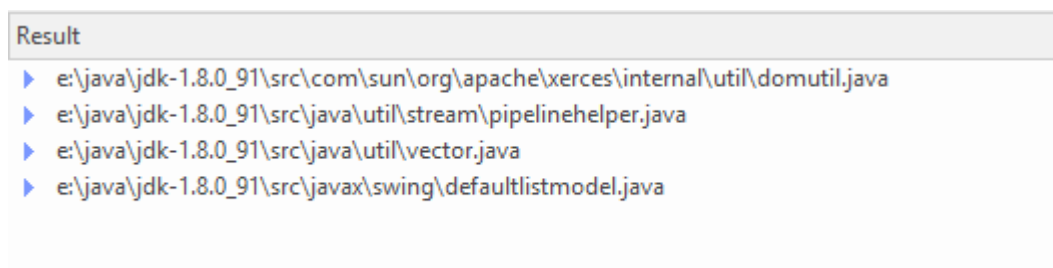 Result
e:\java\jdk-1.8.0_91\src\com\sun\org\apache\xerces\internal\util\domutil.java
e:\java\jdk-1.8.0_91\src\java\util\stream\pipelinehelper.java
e:\java\jdk-1.8.0_91\src\java\util\vector.java
e:\java\jdk-1.8.0_91\src\javax\swing\defaultlistmodel.java